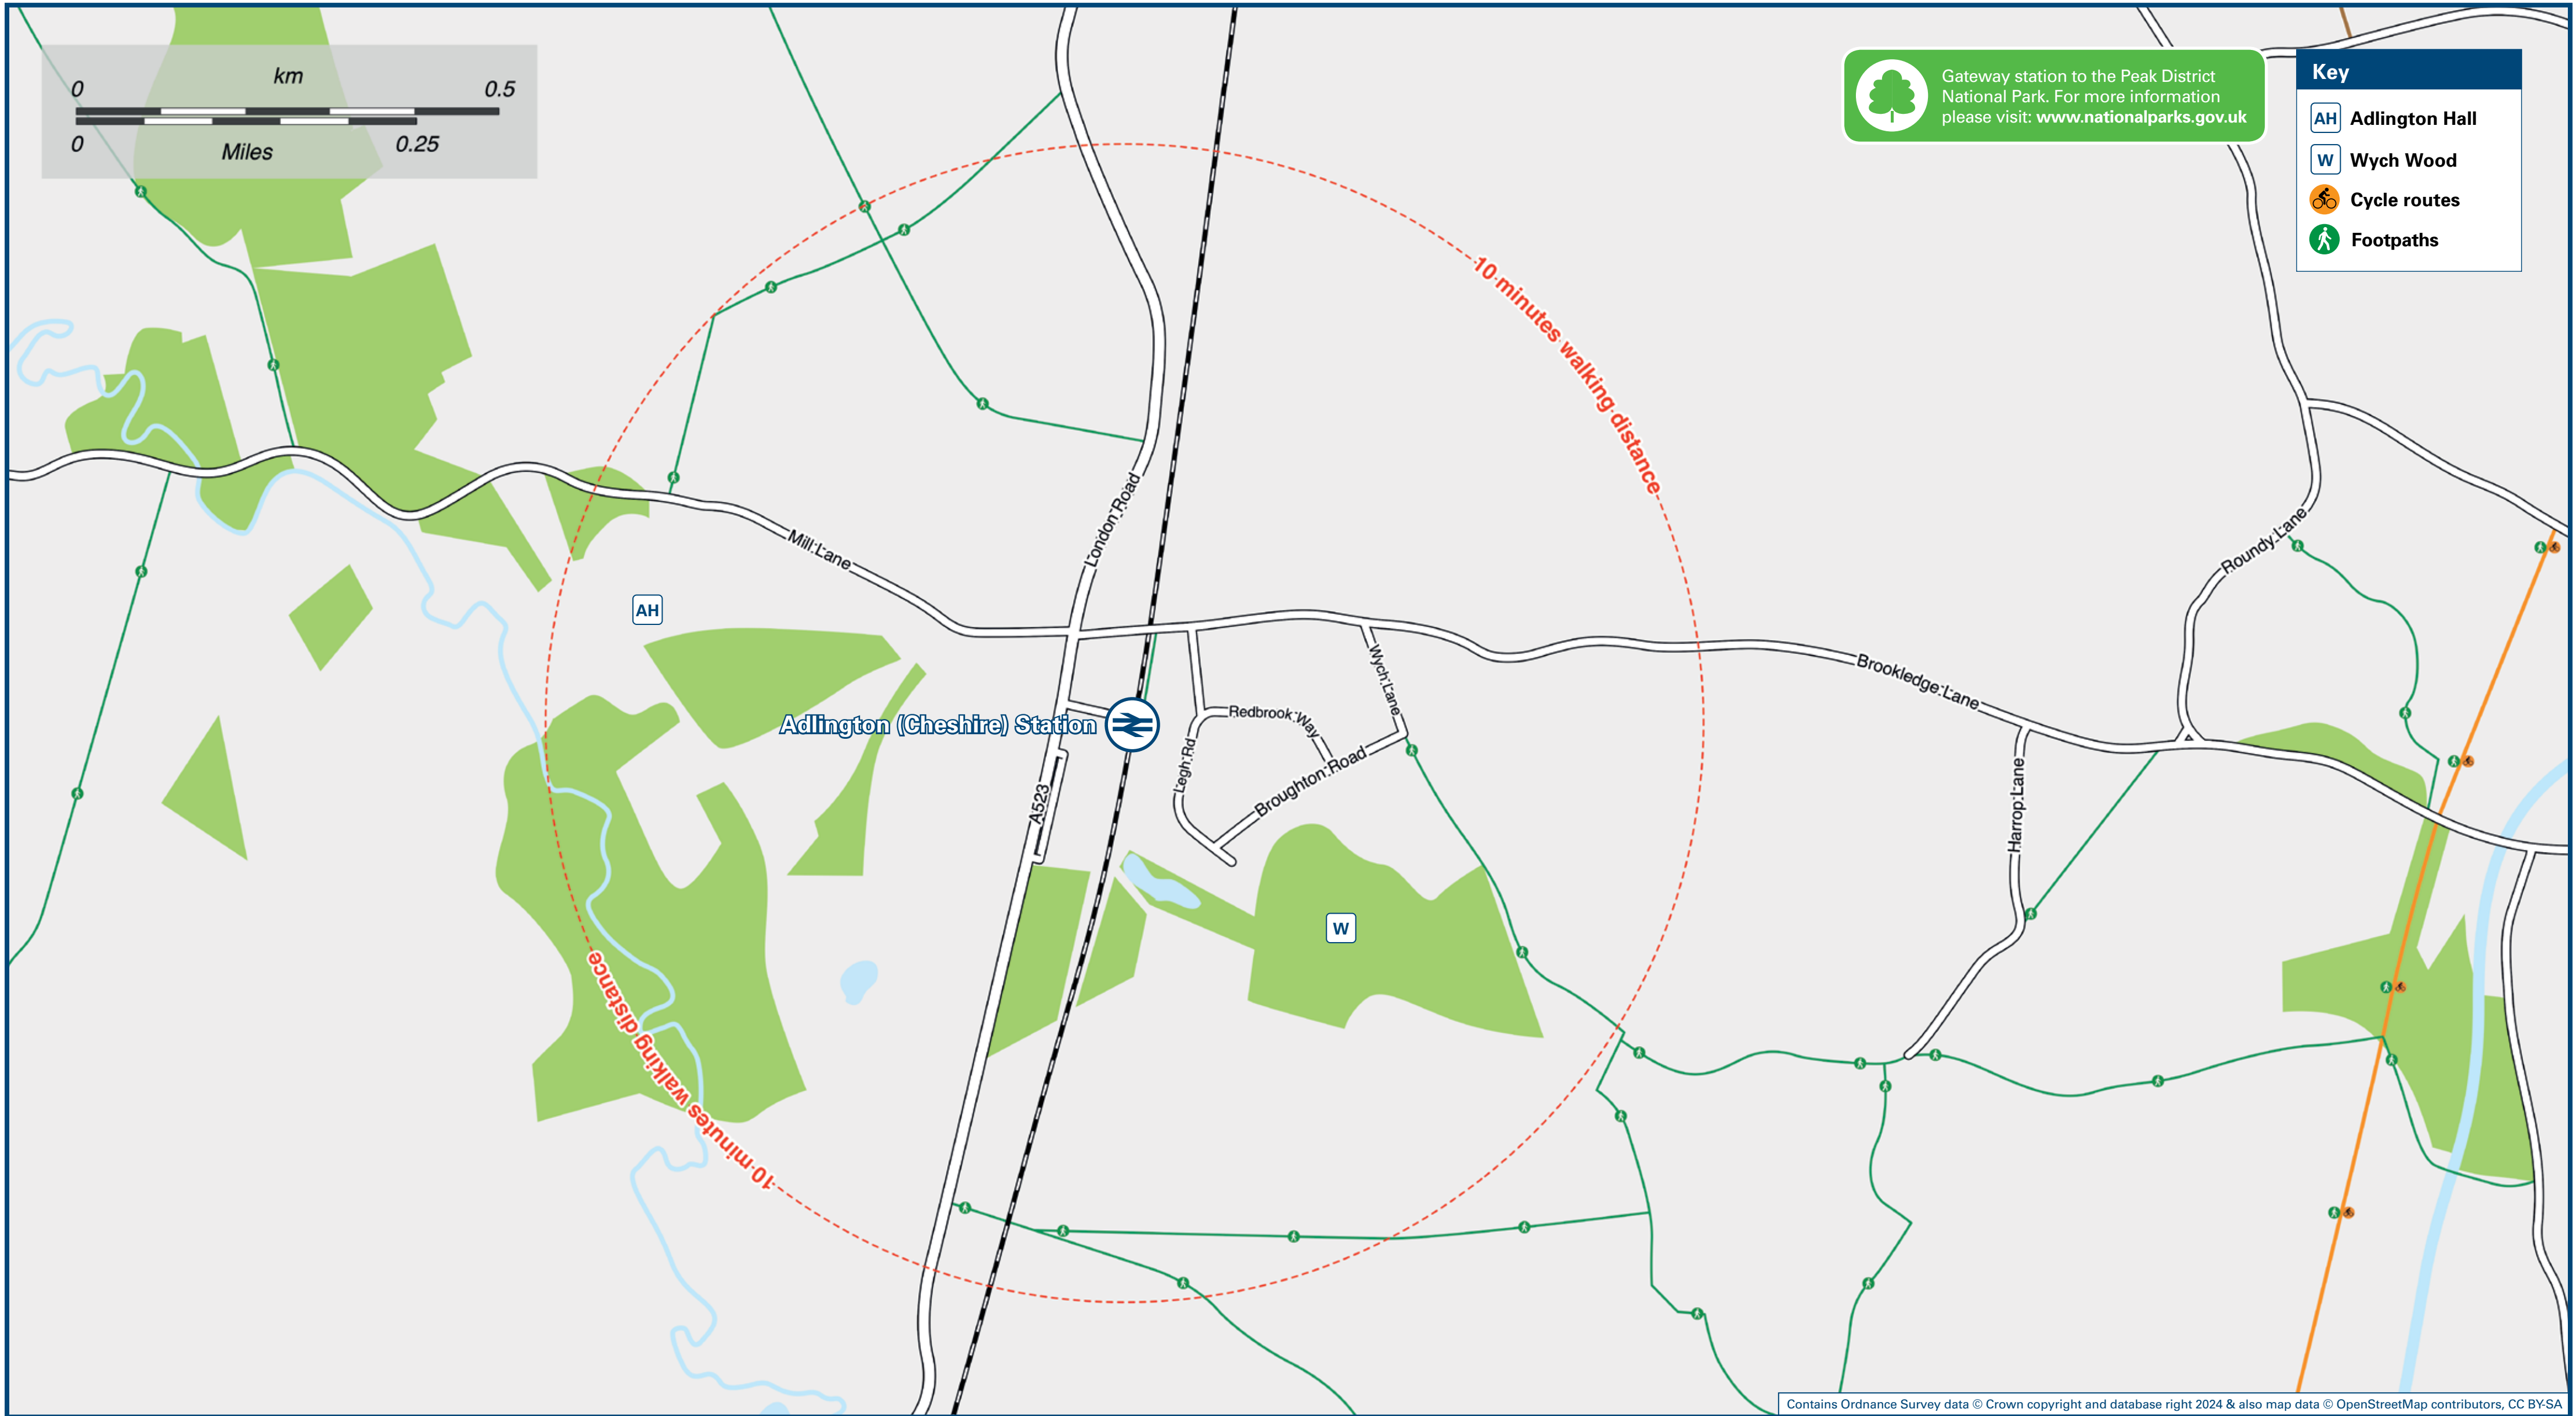 km
0 0.5
0 0.25
Miles
Gateway station to the Peak District
National Park. For more information
please visit: www.nationalparks.gov.uk
Key
AH Adlington Hall
W Wych Wood
Cycle routes
Footpaths
10 minutes walking distance
London Road
Mill Lane
Roundy Lane
AH
Wych Lane
Brookledge Lane
Adlington (Cheshire) Station
Redbrook Way
Legh Rd
Broughton Road
A523
Harrop Lane
W
10 minutes walking distance
Contains Ordnance Survey data © Crown copyright and database right 2024 & also map data © OpenStreetMap contributors, CC BY-SA